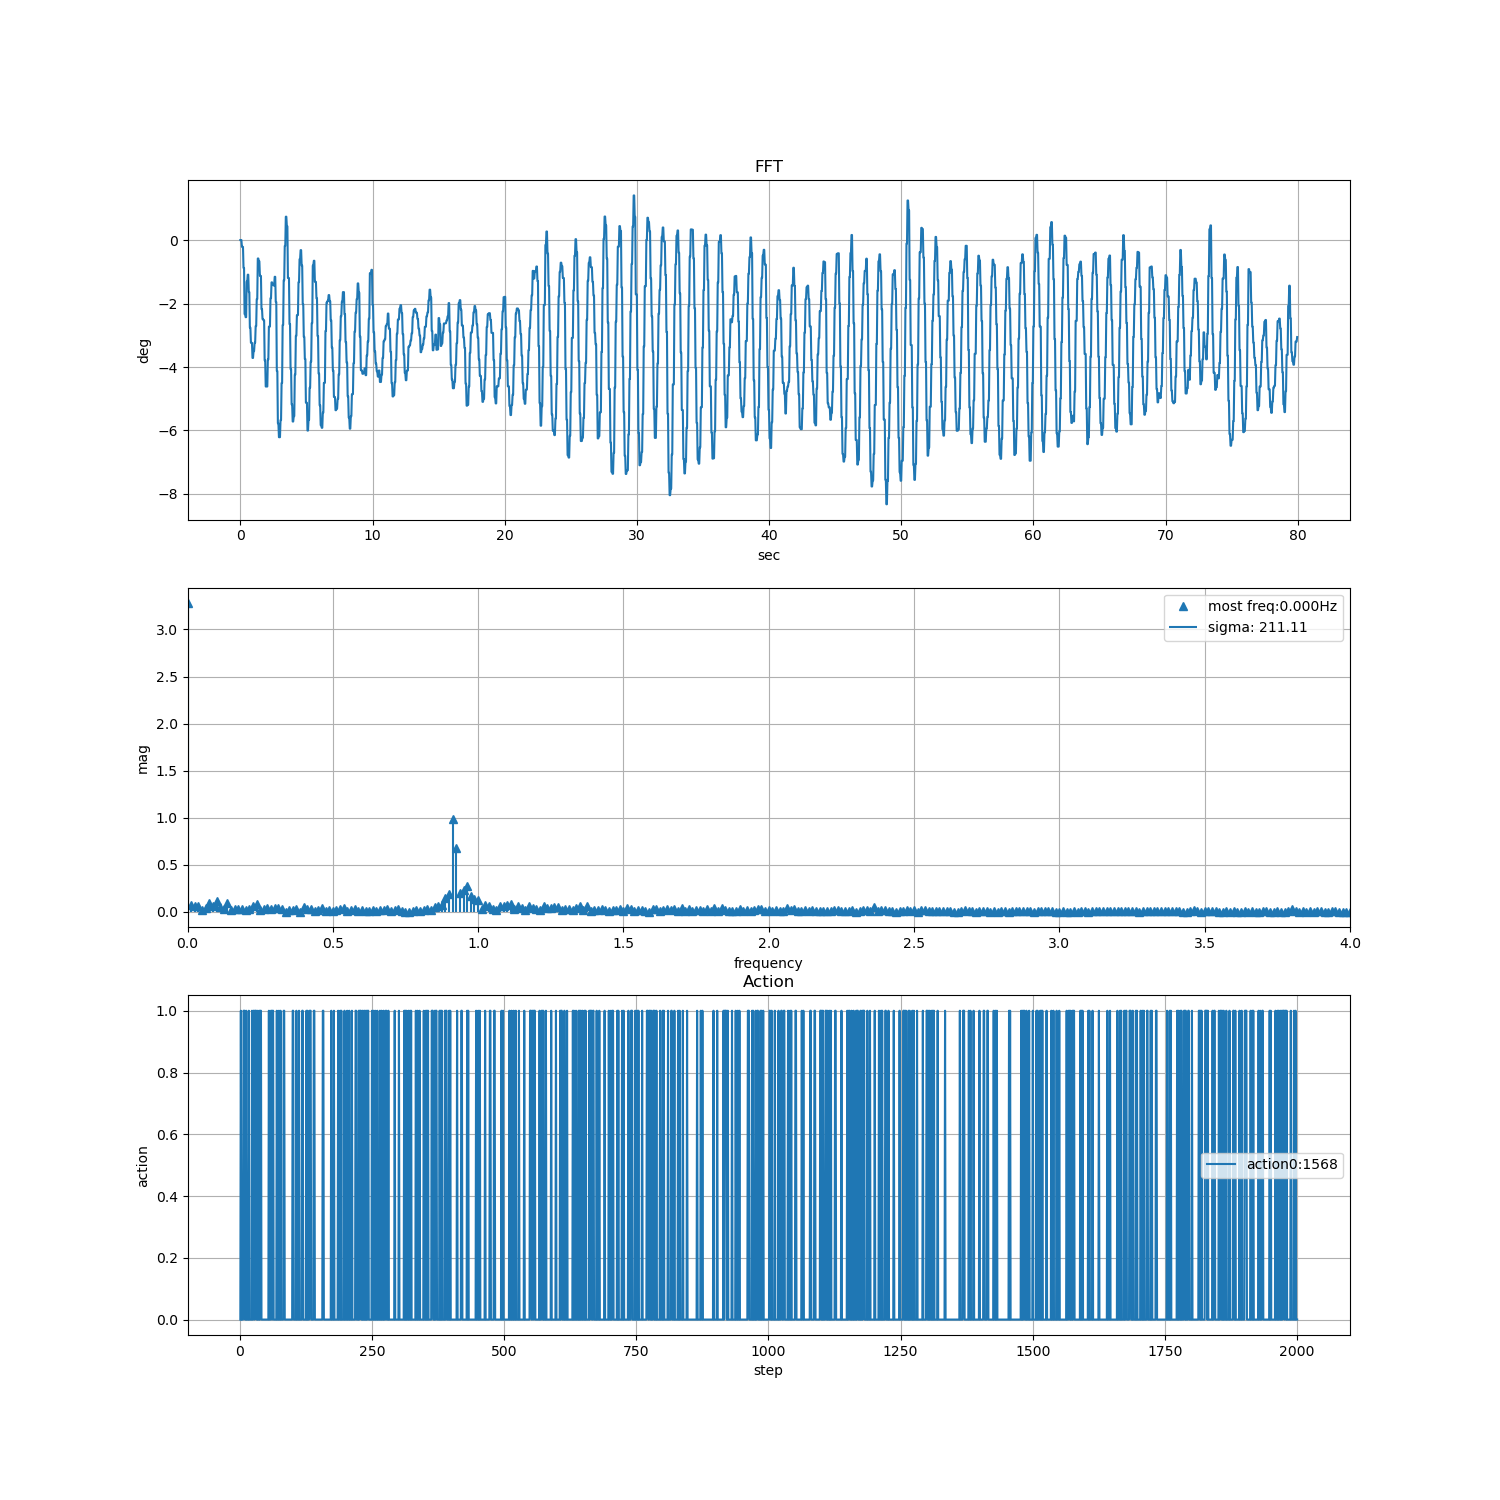 FFT
0
−2
−4
−6
−8
deg
0 10 20 30 40 50 60 70 80
sec
most freq:0.000Hz
sigma: 211.11
3.0
2.5
2.0
1.5
1.0
0.5
0.0
mag
0.0 0.5 1.0 1.5 2.0 2.5 3.0 3.5 4.0
frequency
Action
1.0
0.8
0.6
0.4
0.2
0.0
action
action0:1568
0 250 500 750 1000 1250 1500 1750 2000
step